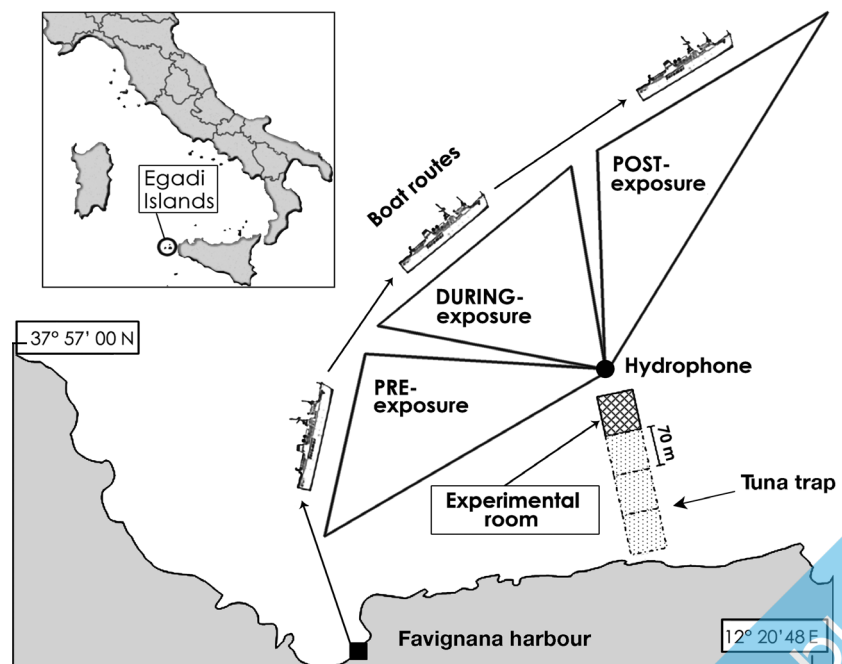 Egadi
Islands
Boat routes
POST-
exposure
DURING-
exposure
37° 57' 00 N
Hydrophone
PRE-
exposure
70 m
Experimental
room
Tuna trap
Favignana harbour
12° 20'48 E